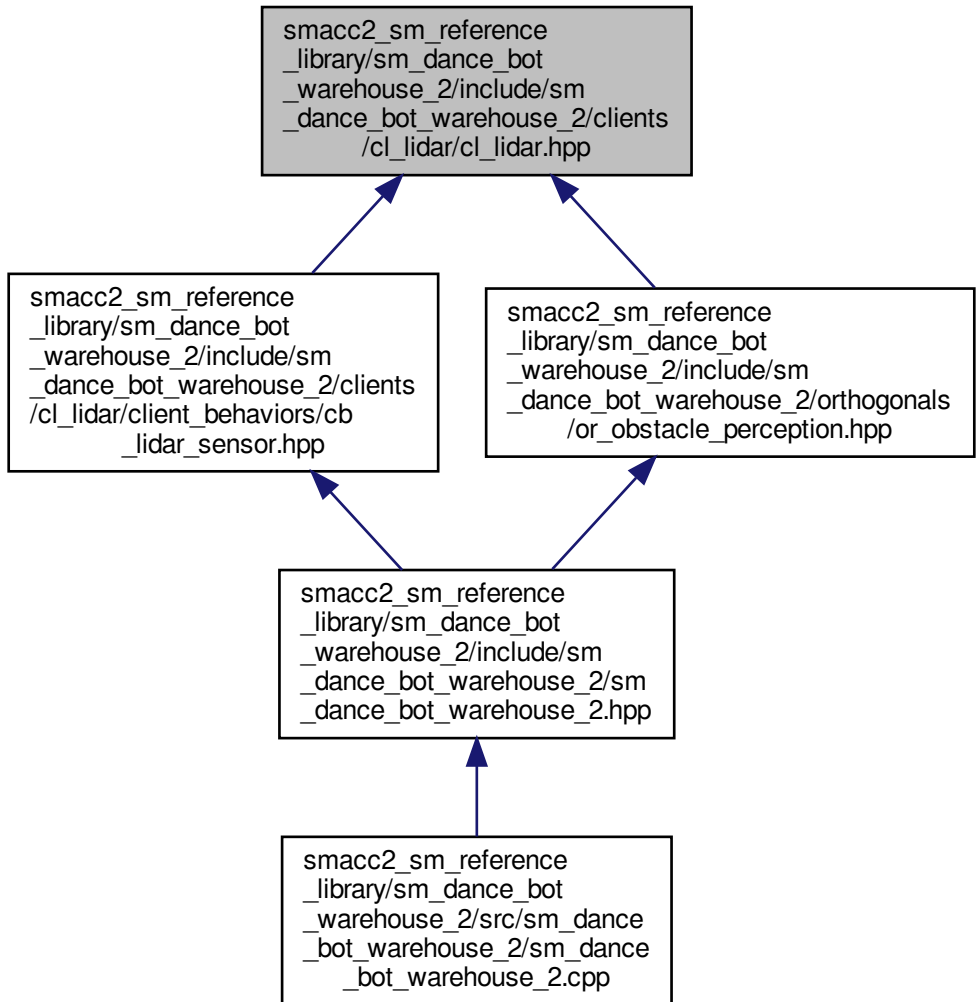 smacc2_sm_reference
_library/sm_dance_bot
_warehouse_2/include/sm
_dance_bot_warehouse_2/clients
/cl_lidar/cl_lidar.hpp
smacc2_sm_reference
_library/sm_dance_bot
_warehouse_2/include/sm
_dance_bot_warehouse_2/clients
/cl_lidar/client_behaviors/cb
_lidar_sensor.hpp
smacc2_sm_reference
_library/sm_dance_bot
_warehouse_2/include/sm
_dance_bot_warehouse_2/orthogonals
/or_obstacle_perception.hpp
smacc2_sm_reference
_library/sm_dance_bot
_warehouse_2/include/sm
_dance_bot_warehouse_2/sm
_dance_bot_warehouse_2.hpp
smacc2_sm_reference
_library/sm_dance_bot
_warehouse_2/src/sm_dance
_bot_warehouse_2/sm_dance
_bot_warehouse_2.cpp